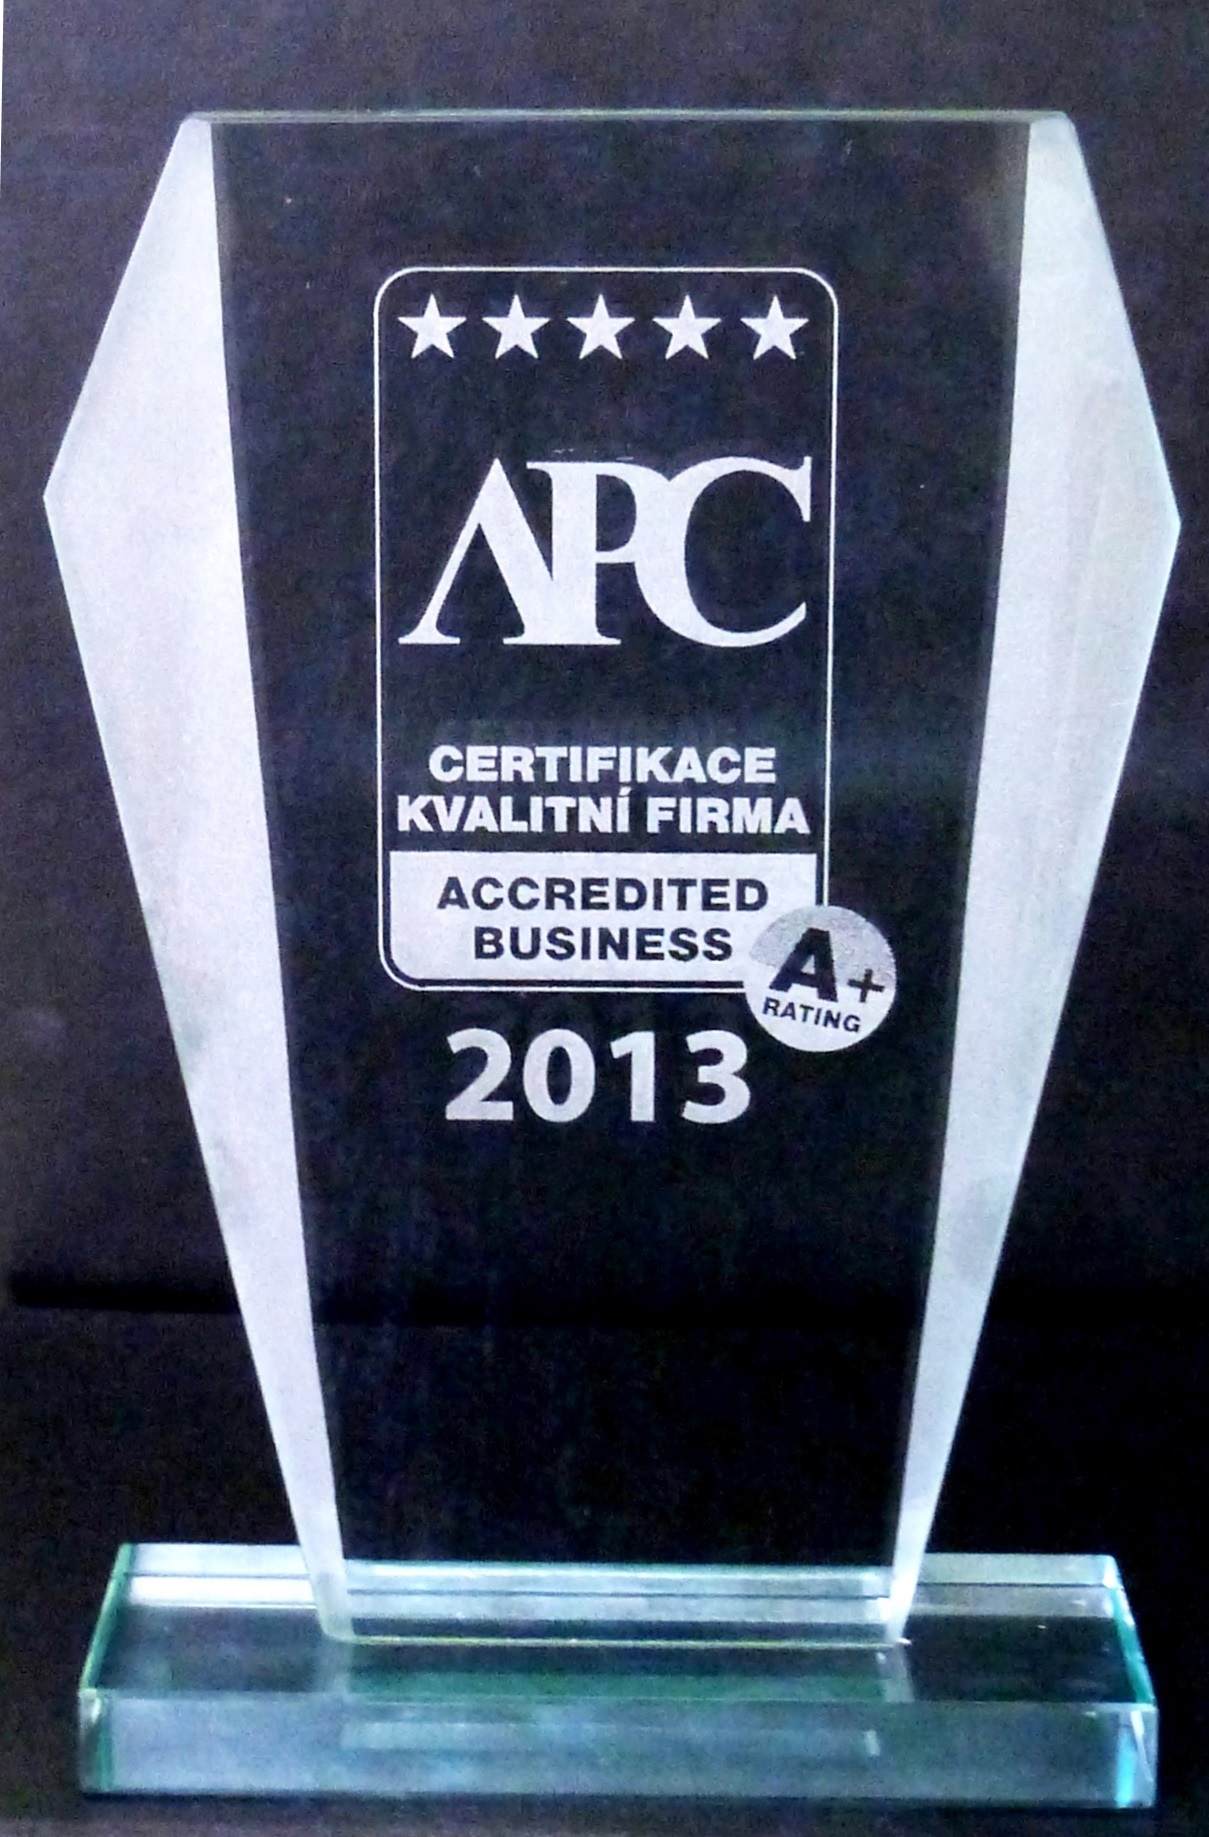 APC
CERTIFIKACE
KVALITNÍ FIRMA
ACCREDITED
BUSINESS
A+
RATING
2013